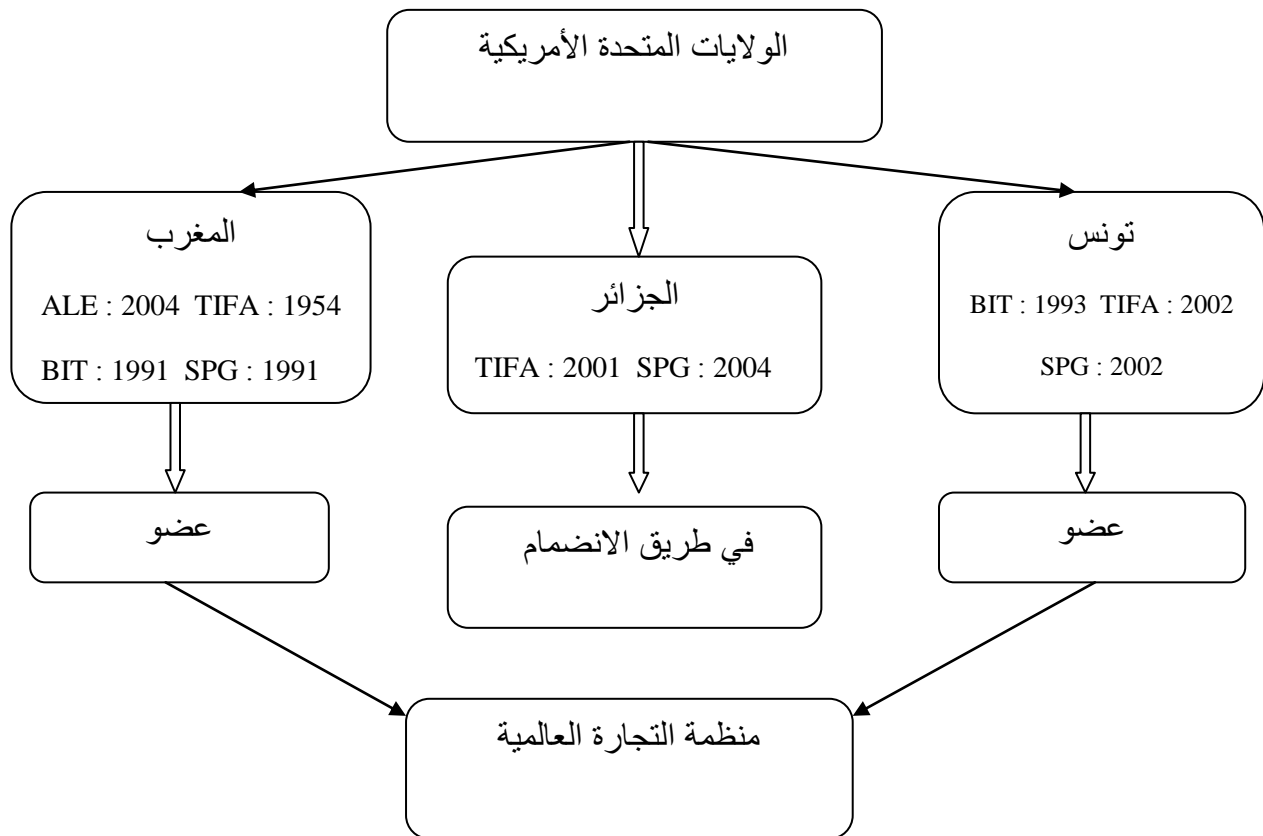 الولايات المتحدة الأمريكية
تونس
BIT : 1993 TIFA : 2002
SPG : 2002
الجزائر
TIFA : 2001 SPG : 2004
المغرب
ALE : 2004 TIFA : 1954
BIT : 1991 SPG : 1991
عضو
في طريق الانضمام
عضو
منظمة التجارة العالمية